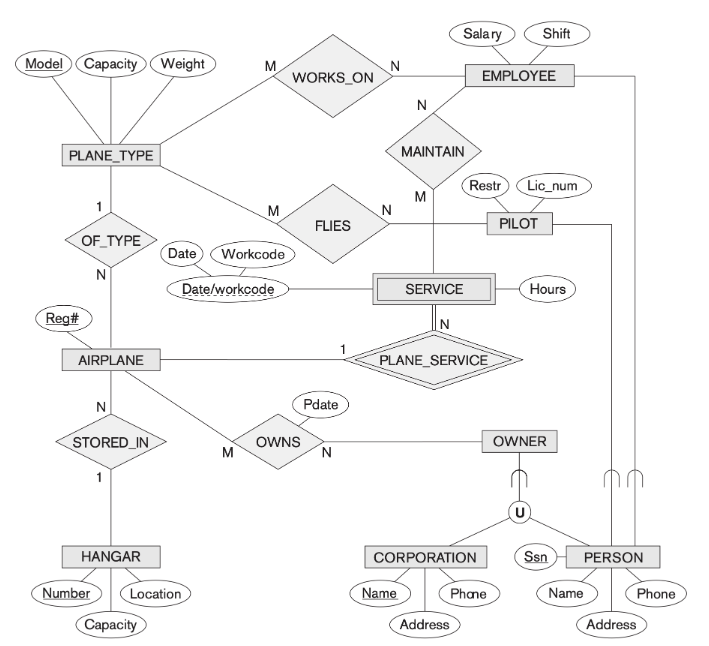 Salary
Shift
Model
Capacity
Weight
M
WORKS_ON
N
EMPLOYEE
N
PLANE_TYPE
MAINTAIN
M
Restr
Lic_num
1
M
FLIES
N
PILOT
OF_TYPE
N
Date
Workcode
Date/workcode
SERVICE
Hours
Reg#
N
AIRPLANE
1
PLANE_SERVICE
Pdate
N
STORED_IN
M
OWNS
N
OWNER
1
U
HANGAR
CORPORATION
Ssn
PERSON
Number
Location
Name
Phone
Name
Phone
Capacity
Address
Address